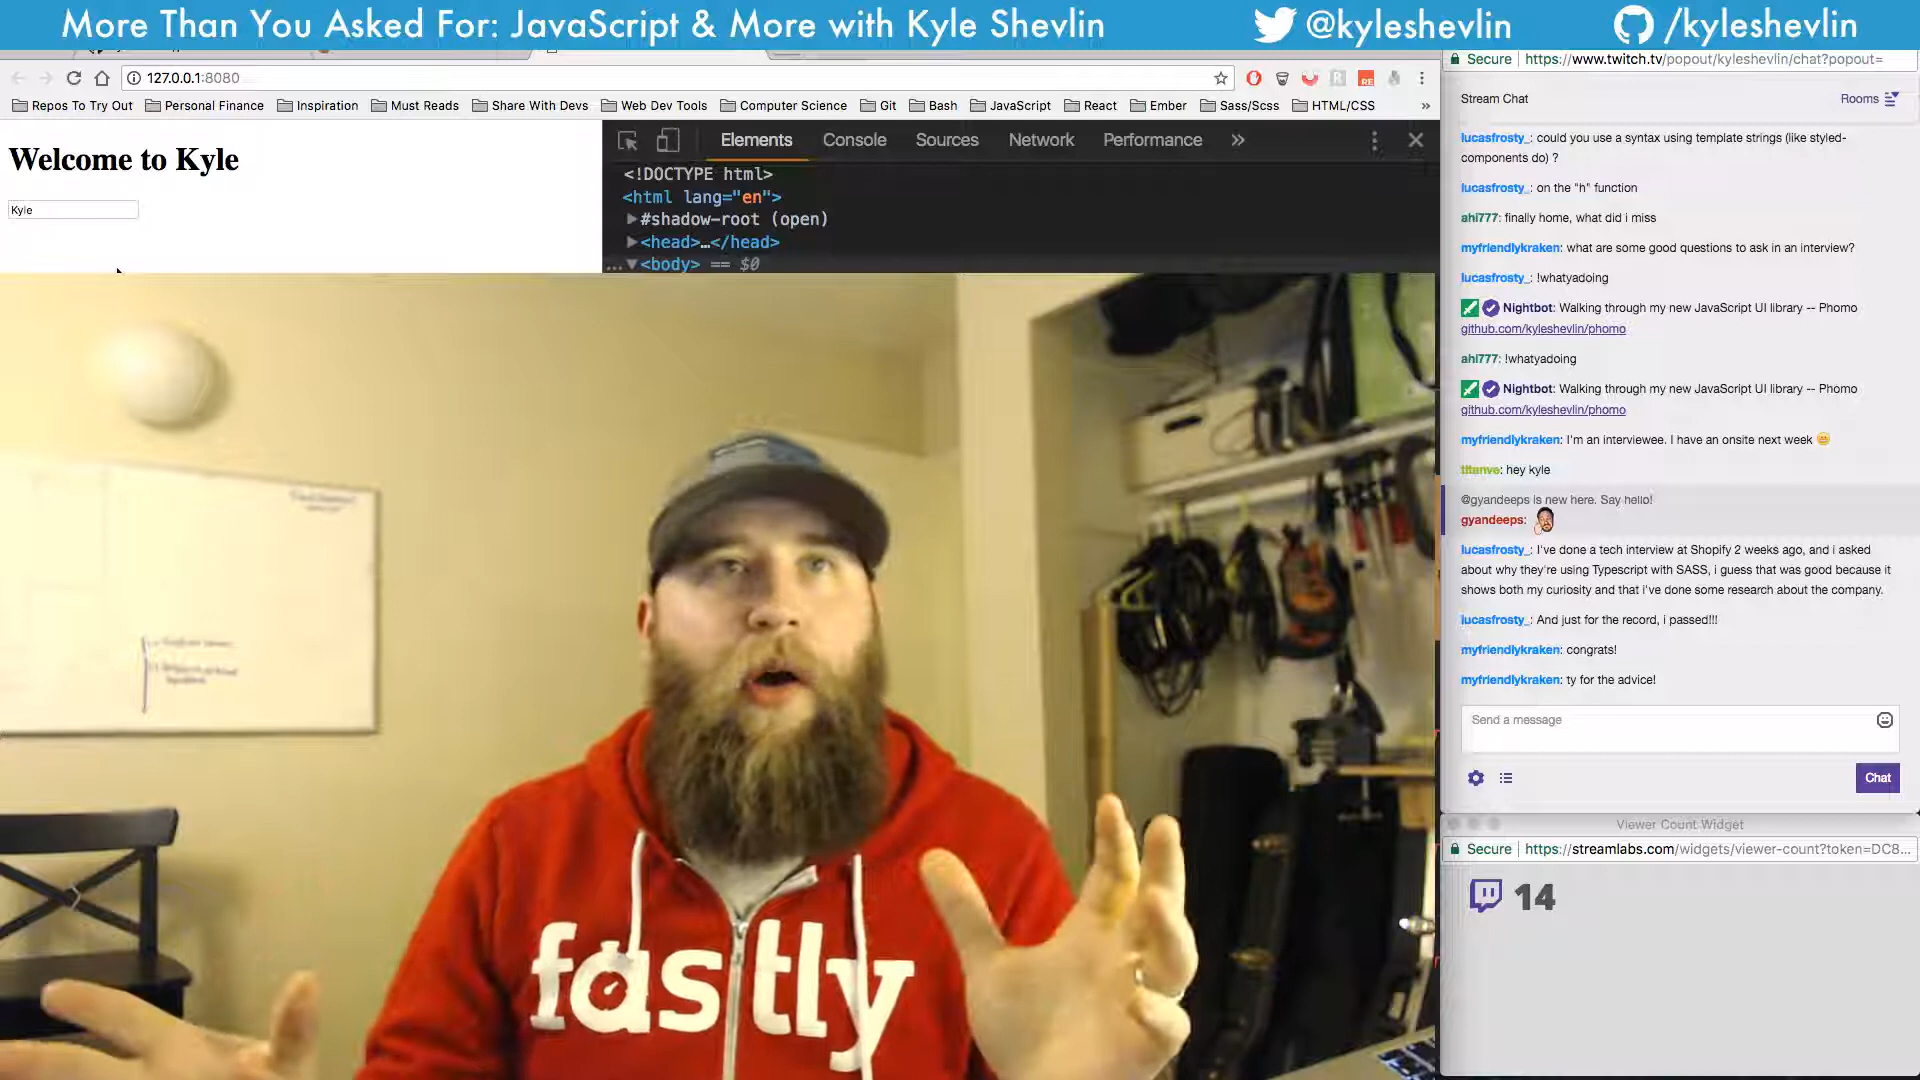 More Than You Asked For: JavaScript & More with Kyle Shevlin
@kyleshevlin
/kyleshevlin
127.0.0.1:8080
Repos To Try Out
Personal Finance
Inspiration
Must Reads
Share With Devs
Web Dev Tools
Computer Science
Git
Bash
JavaScript
React
Ember
Sass/Scss
HTML/CSS
»
Welcome to Kyle
Kyle
Elements
Console
Sources
Network
Performance
»
<!DOCTYPE html>
<html lang="en">
#shadow-root (open)
<head>…</head>
… <body> == $0
fastly
Secure
https://www.twitch.tv/popout/kyleshevlin/chat?popout=
Stream Chat
Rooms
lucasfrosty_: could you use a syntax using template strings (like styled-
components do) ?
lucasfrosty_: on the "h" function
ahi777: finally home, what did i miss
myfriendlykraken: what are some good questions to ask in an interview?
lucasfrosty_: !whatyadoing
Nightbot: Walking through my new JavaScript UI library -- Phomo
github.com/kyleshevlin/phomo
ahi777: !whatyadoing
Nightbot: Walking through my new JavaScript UI library -- Phomo
github.com/kyleshevlin/phomo
myfriendlykraken: I'm an interviewee. I have an onsite next week
titanve: hey kyle
@gyandeeps is new here. Say hello!
gyandeeps:
lucasfrosty_: I've done a tech interview at Shopify 2 weeks ago, and i asked
about why they're using Typescript with SASS, i guess that was good because it
shows both my curiosity and that i've done some research about the company.
lucasfrosty_: And just for the record, i passed!!!
myfriendlykraken: congrats!
myfriendlykraken: ty for the advice!
Send a message
Chat
Viewer Count Widget
Secure
https://streamlabs.com/widgets/viewer-count?token=DC8...
14